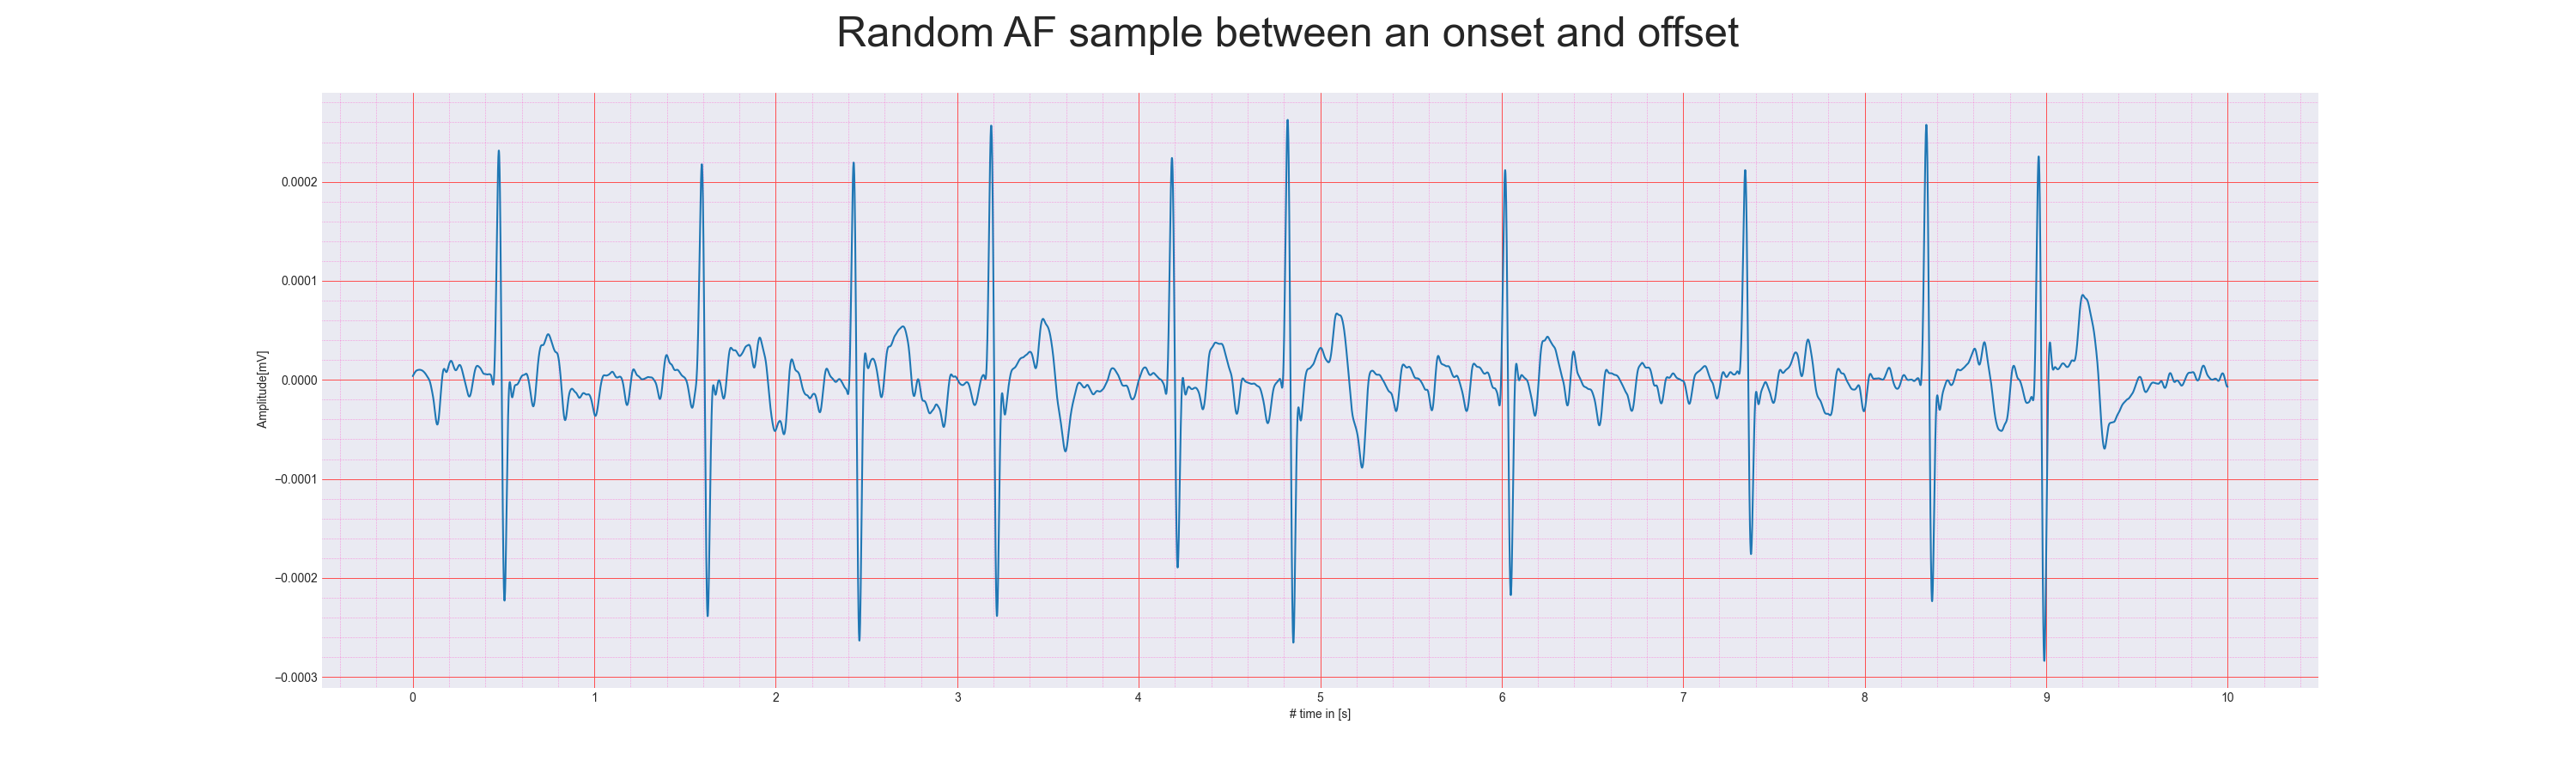 Random AF sample between an onset and offset
Amplitude[mV]
0.0002
0.0001
0.0000
−0.0001
−0.0002
−0.0003
0 1 2 3 4 5 6 7 8 9 10
# time in [s]